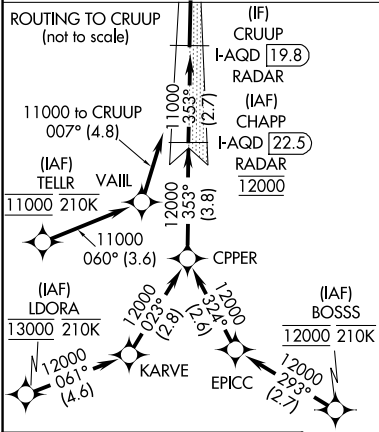 ROUTING TO CRUUP
(not to scale)
(IF)
CRUUP
I-AQD 19.8
RADAR
11000
353°
(2.7)
11000 to CRUUP
007° (4.8)
(IAF)
CHAPP
I-AQD 22.5
RADAR
12000
(IAF)
TELLR
11000 210K
VAIIL
11000
060° (3.6)
12000
353°
(3.8)
CPPER
(IAF)
LDORA
13000 210K
12000
023°
(2.8)
12000
324°
(2.6)
(IAF)
BOSSS
12000 210K
12000
061°
(4.6)
KARVE
EPICC
12000
293°
(2.7)